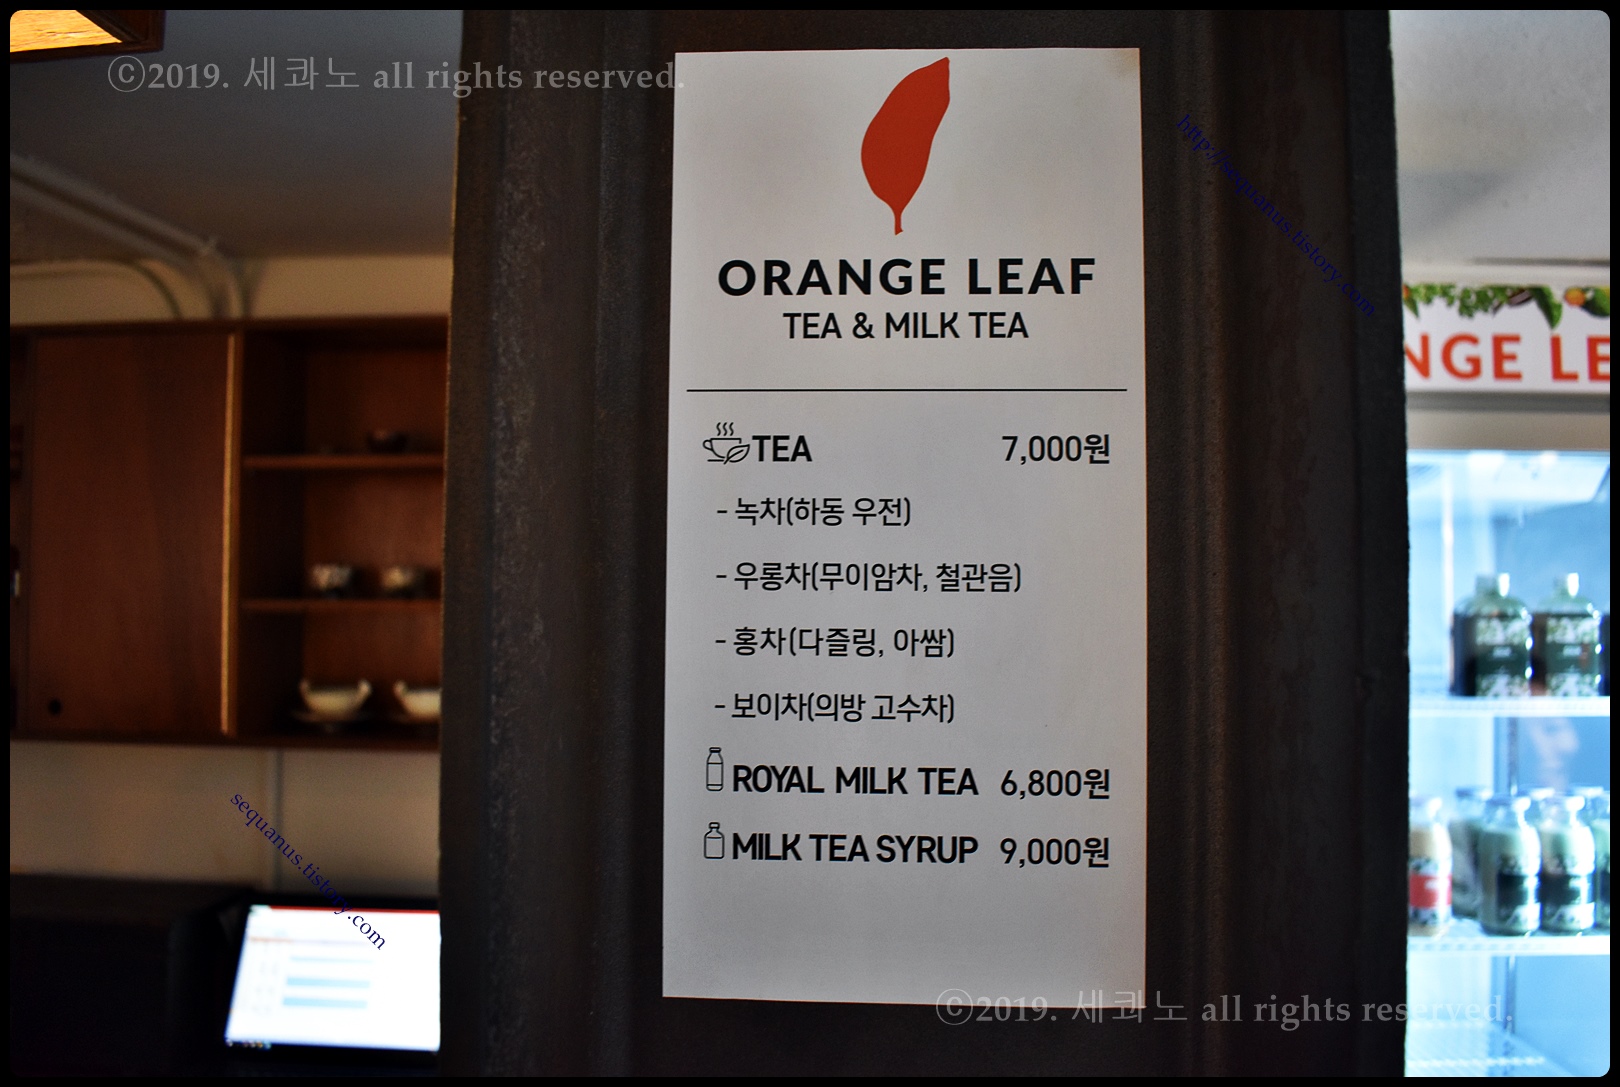 ⓒ2019. 세콰노 all rights reserved.
http://sequanus.tistory.com
ORANGE LEAF
TEA & MILK TEA
NGE LE
TEA 7,000원
- 녹차(하동 우전)
- 우롱차(무이암차, 철관음)
- 홍차(다즐링, 아쌈)
- 보이차(의방 고수차)
ROYAL MILK TEA 6,800원
MILK TEA SYRUP 9,000원
sequanus.tistory.com
ⓒ2019. 세콰노 all rights reserved.